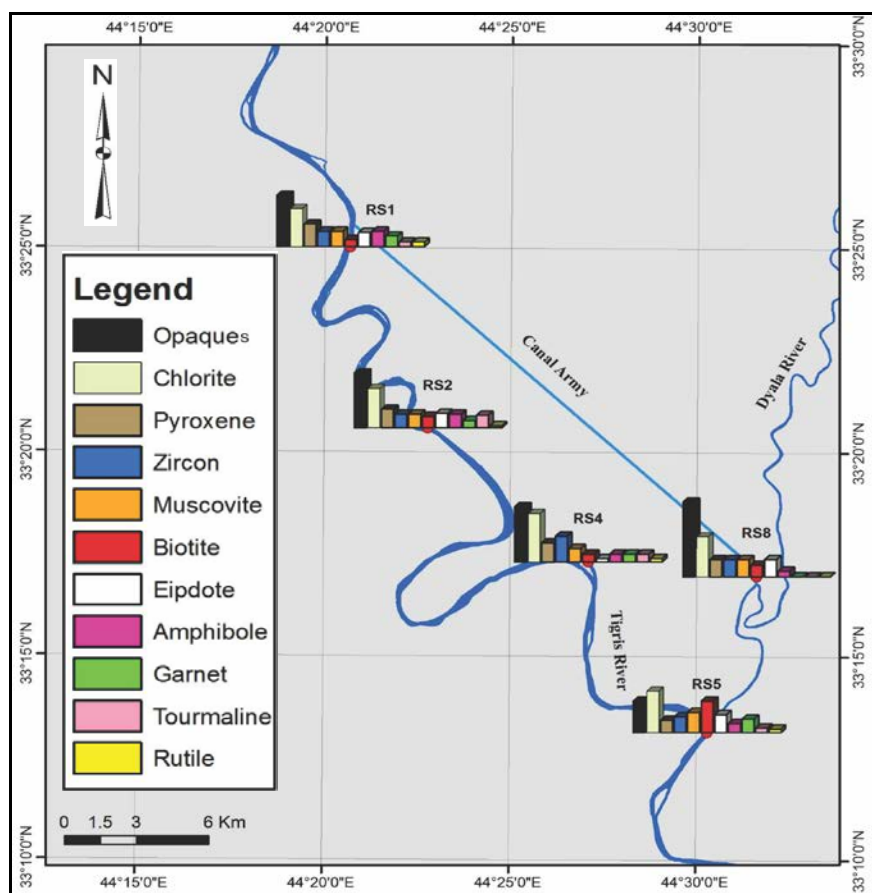 44°15'0"E
44°20'0"E
44°25'0"E
44°30'0"E
33°30'0"N
33°30'0"N
N
RS1
33°25'0"N
33°25'0"N
Legend
Opaques
Chlorite
Pyroxene
Zircon
Muscovite
Biotite
Eipdote
Amphibole
Garnet
Tourmaline
Rutile
Canal Army
Dyala River
RS2
33°20'0"N
33°20'0"N
RS4
RS8
33°15'0"N
33°15'0"N
Tigris River
RS5
0 1.5 3 6 Km
33°10'0"N
33°10'0"N
44°15'0"E
44°20'0"E
44°25'0"E
44°30'0"E